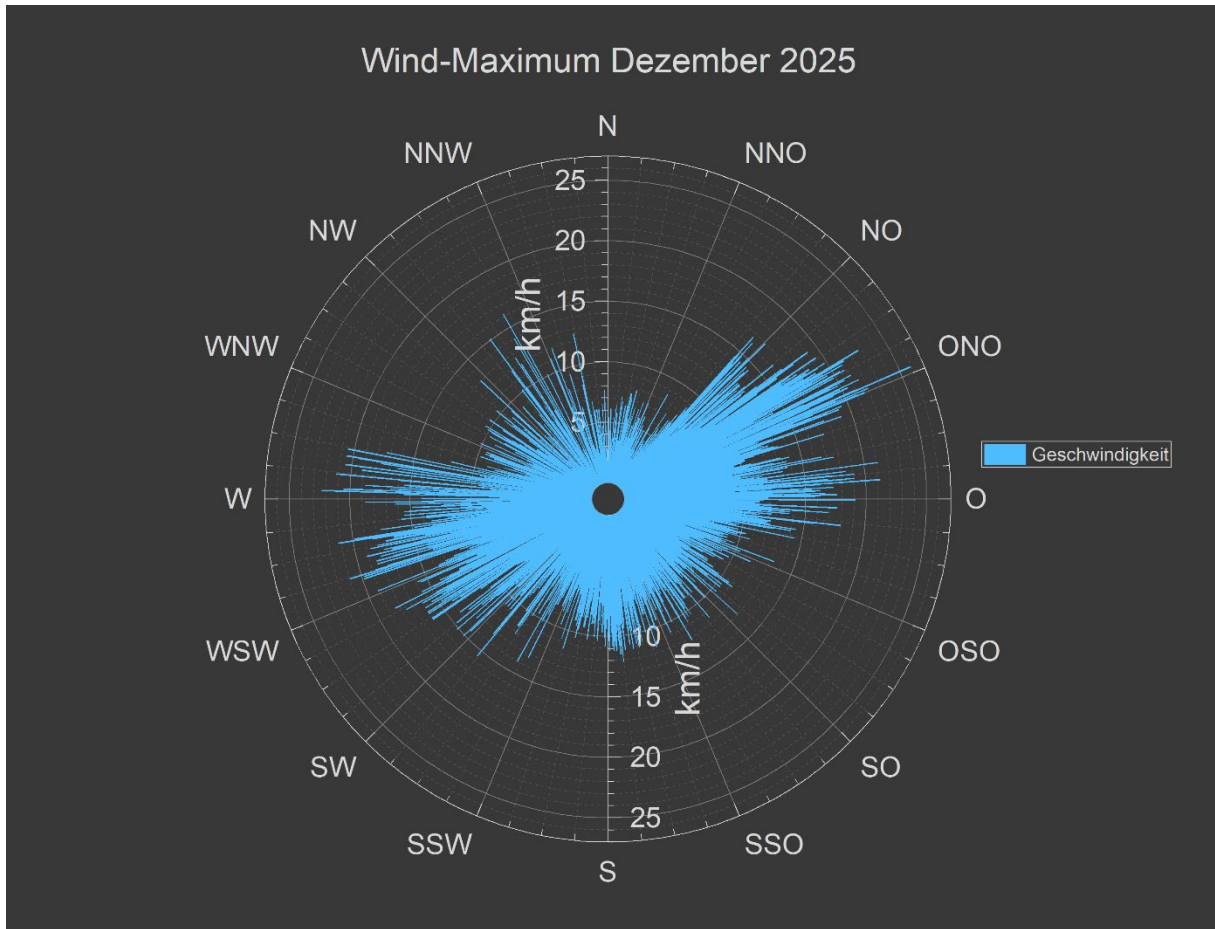 Wind-Maximum Dezember 2025
N
NNW
NNO
25
NW
NO
20
km/h
15
WNW
ONO
10
5
Geschwindigkeit
W
O
10
km/h
WSW
OSO
15
20
SW
SO
25
SSW
SSO
S